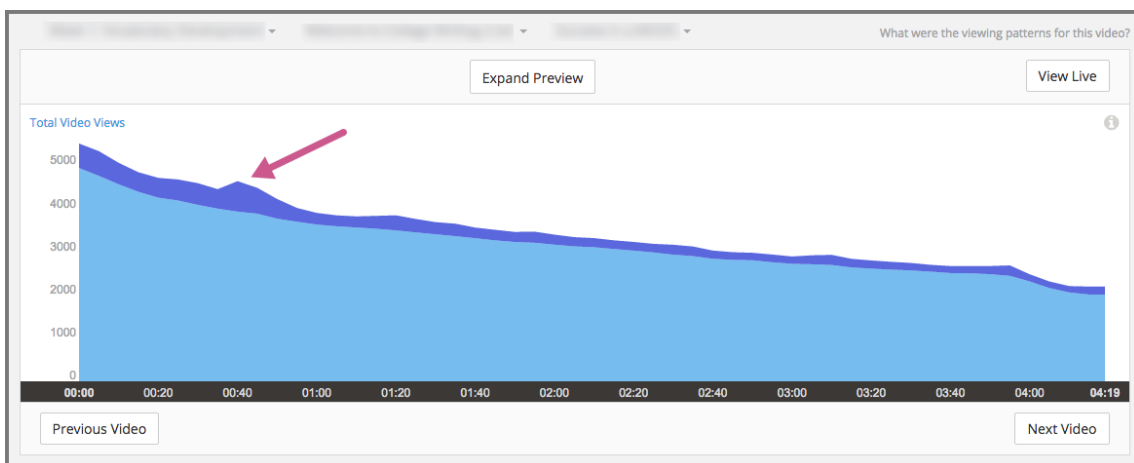 What were the viewing patterns for this video?
Expand Preview
View Live
Total Video Views
5000
4000
3000
2000
1000
0
00:00 00:20 00:40 01:00 01:20 01:40 02:00 02:20 02:40 03:00 03:20 03:40 04:00 04:19
Previous Video
Next Video